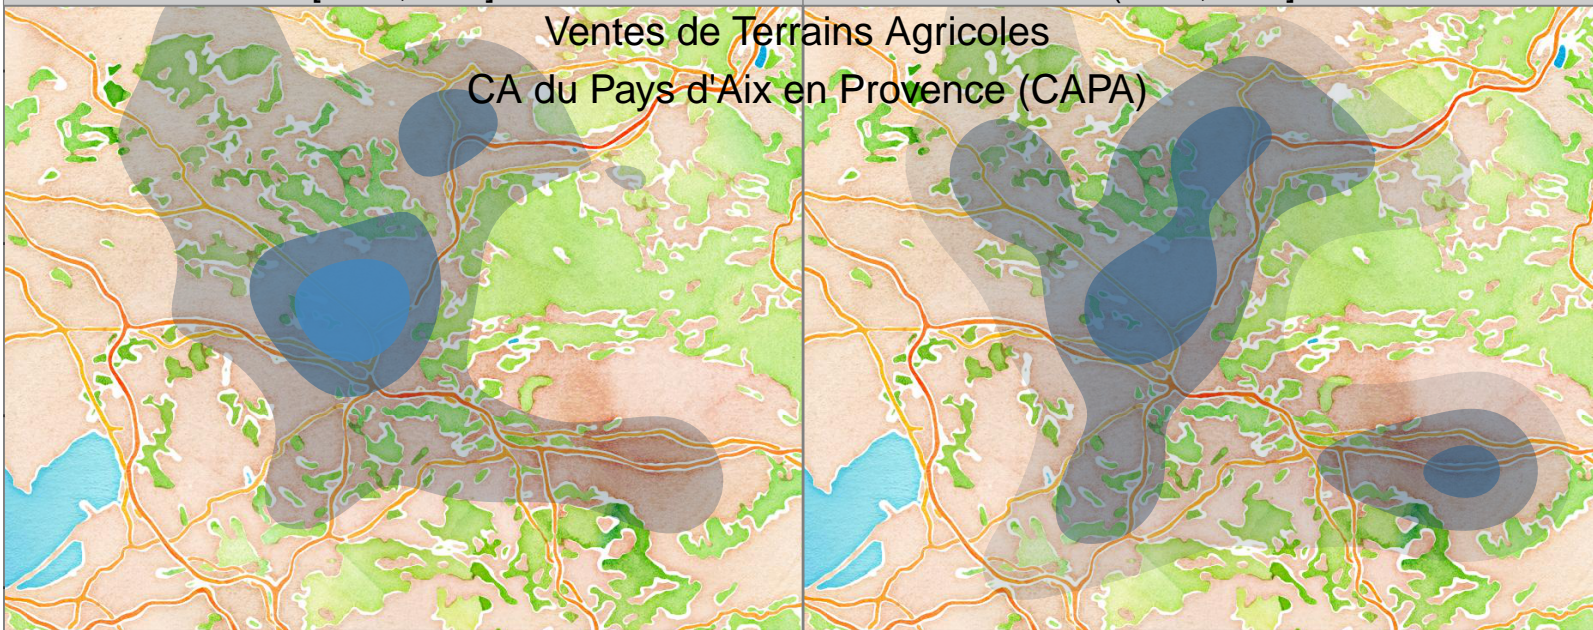 Ventes de Terrains Agricoles
CA du Pays d'Aix en Provence (CAPA)